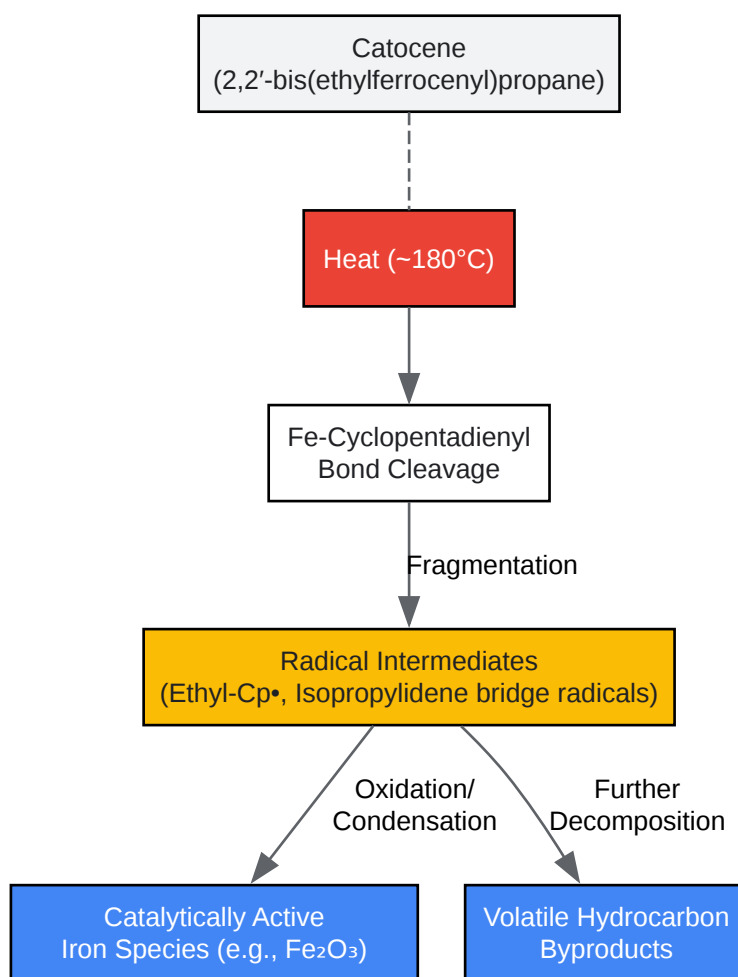 Catocene
(2,2′-bis(ethylferrocenyl)propane)
Heat (~180°C)
Fe-Cyclopentadienyl
Bond Cleavage
Fragmentation
Radical Intermediates
(Ethyl-Cp•, Isopropylidene bridge radicals)
Oxidation/
Condensation
Further
Decomposition
Catalytically Active
Iron Species (e.g., Fe₂O₃)
Volatile Hydrocarbon
Byproducts